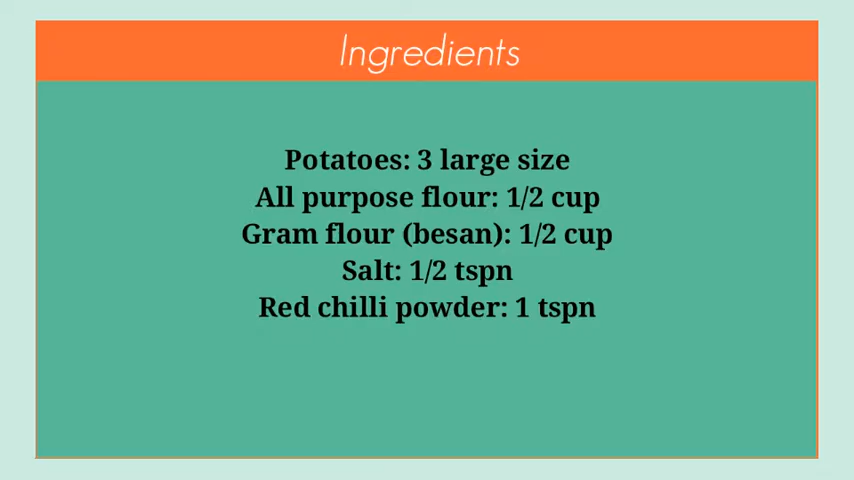 Ingredients
Potatoes: 3 large size
All purpose flour: 1/2 cup
Gram flour (besan): 1/2 cup
Salt: 1/2 tspn
Red chilli powder: 1 tspn